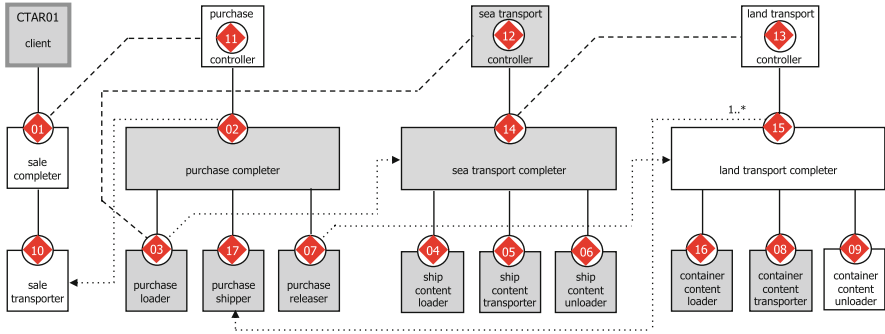 CTAR01
client
purchase
11
controller
sea transport
12
controller
land transport
13
controller
1..*
01
sale
completer
02
purchase completer
14
sea transport completer
15
land transport completer
10
sale
transporter
03
purchase
loader
17
purchase
shipper
07
purchase
releaser
04
ship
content
loader
05
ship
content
transporter
06
ship
content
unloader
16
container
content
loader
08
container
content
transporter
09
container
content
unloader